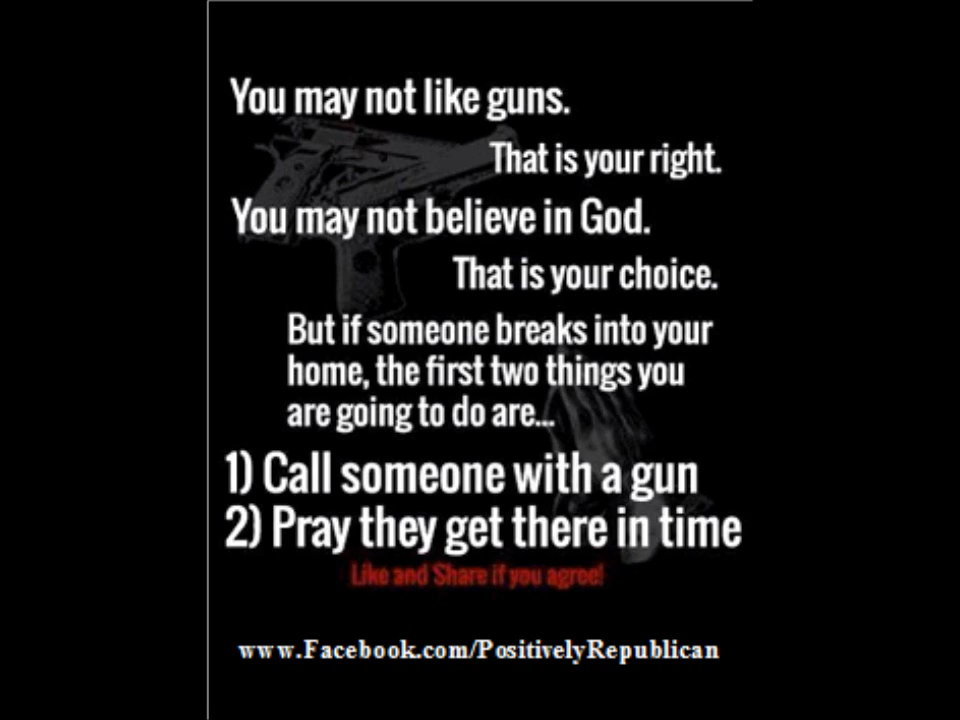 You may not like guns.
That is your right.
You may not believe in God.
That is your choice.
But if someone breaks into your
home, the first two things you
are going to do are...
1) Call someone with a gun
2) Pray they get there in time
Like and Share if you agree!
www.Facebook.com/PositivelyRepublican